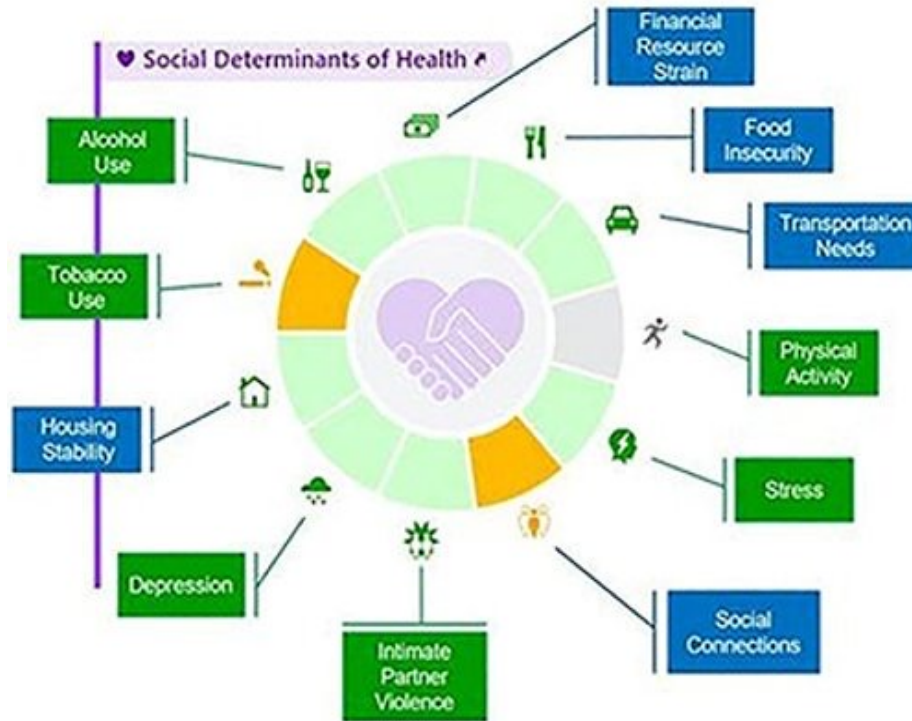 Social Determinants of Health
Financial
Resource
Strain
Food
Insecurity
Transportation
Needs
Physical
Activity
Stress
Social
Connections
Intimate
Partner
Violence
Depression
Housing
Stability
Tobacco
Use
Alcohol
Use